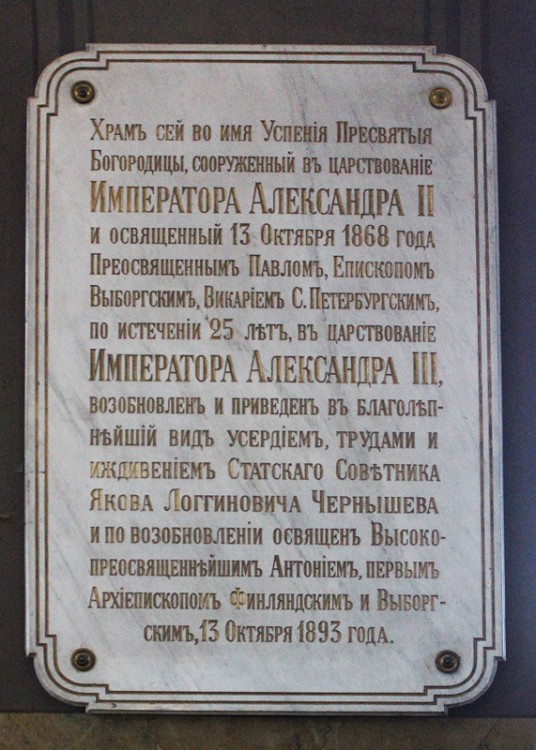 Храмъ сей во имя Успенія Пресвятыя
Богородицы, сооруженный въ царствованіе
Императора Александра II
и освященный 13 Октября 1868 года
Преосвященнымъ Павломъ, Епископомъ
Выборгскимъ, Викаріемъ С. Петербургскимъ,
по истеченіи 25 лѣтъ, въ царствованіе
Императора Александра III,
возобновленъ и приведенъ въ благолѣп-
нѣйшій видъ усердіемъ, трудами и
иждивеніемъ Статскаго Совѣтника
Якова Логгиновича Чернышева
и по возобновленіи освященъ Высоко-
преосвященнѣйшимъ Антоніемъ, первымъ
Архіепископомъ Финляндскимъ и Выборг-
скимъ, 13 Октября 1893 года.